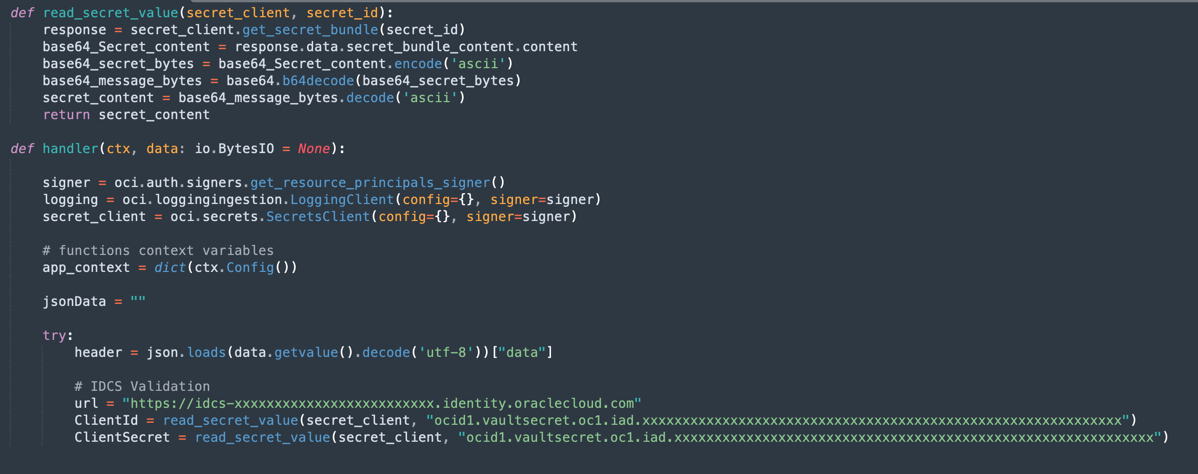 def read_secret_value(secret_client, secret_id):
    response = secret_client.get_secret_bundle(secret_id)
    base64_Secret_content = response.data.secret_bundle_content.content
    base64_secret_bytes = base64_Secret_content.encode('ascii')
    base64_message_bytes = base64.b64decode(base64_secret_bytes)
    secret_content = base64_message_bytes.decode('ascii')
    return secret_content
def handler(ctx, data: io.BytesIO = None):
    signer = oci.auth.signers.get_resource_principals_signer()
    logging = oci.loggingingestion.LoggingClient(config={}, signer=signer)
    secret_client = oci.secrets.SecretsClient(config={}, signer=signer)
    # functions context variables
    app_context = dict(ctx.Config())
    jsonData = ""
    try:
        header = json.loads(data.getvalue().decode('utf-8'))["data"]
        # IDCS Validation
        url = "https://idcs-xxxxxxxxxxxxxxxxxxxxxxxxx.identity.oraclecloud.com"
        ClientId = read_secret_value(secret_client, "ocid1.vaultsecret.oc1.iad.xxxxxxxxxxxxxxxxxxxxxxxxxxxxxxxxxxxxxxxxxxxxxxxxxxxxxxxxxxxx")
        ClientSecret = read_secret_value(secret_client, "ocid1.vaultsecret.oc1.iad.xxxxxxxxxxxxxxxxxxxxxxxxxxxxxxxxxxxxxxxxxxxxxxxxxxxxxxxxxxxx")